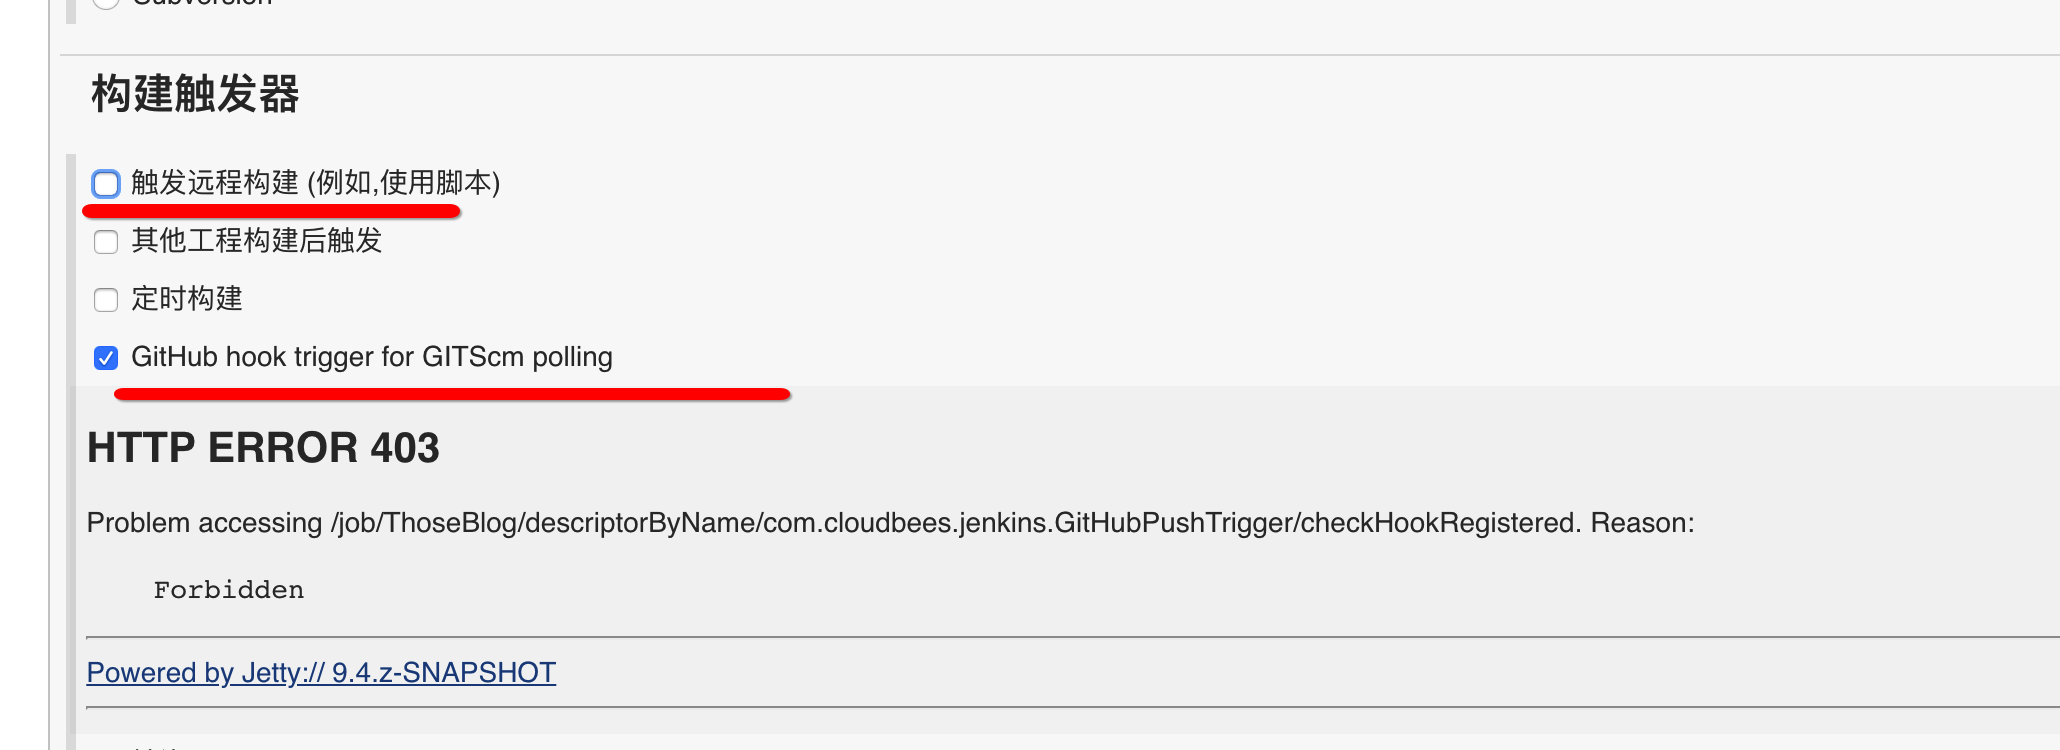 Subversion
构建触发器
触发远程构建 (例如,使用脚本)
其他工程构建后触发
定时构建
GitHub hook trigger for GITScm polling
HTTP ERROR 403
Problem accessing /job/ThoseBlog/descriptorByName/com.cloudbees.jenkins.GitHubPushTrigger/checkHookRegistered. Reason:
Forbidden
Powered by Jetty:// 9.4.z-SNAPSHOT